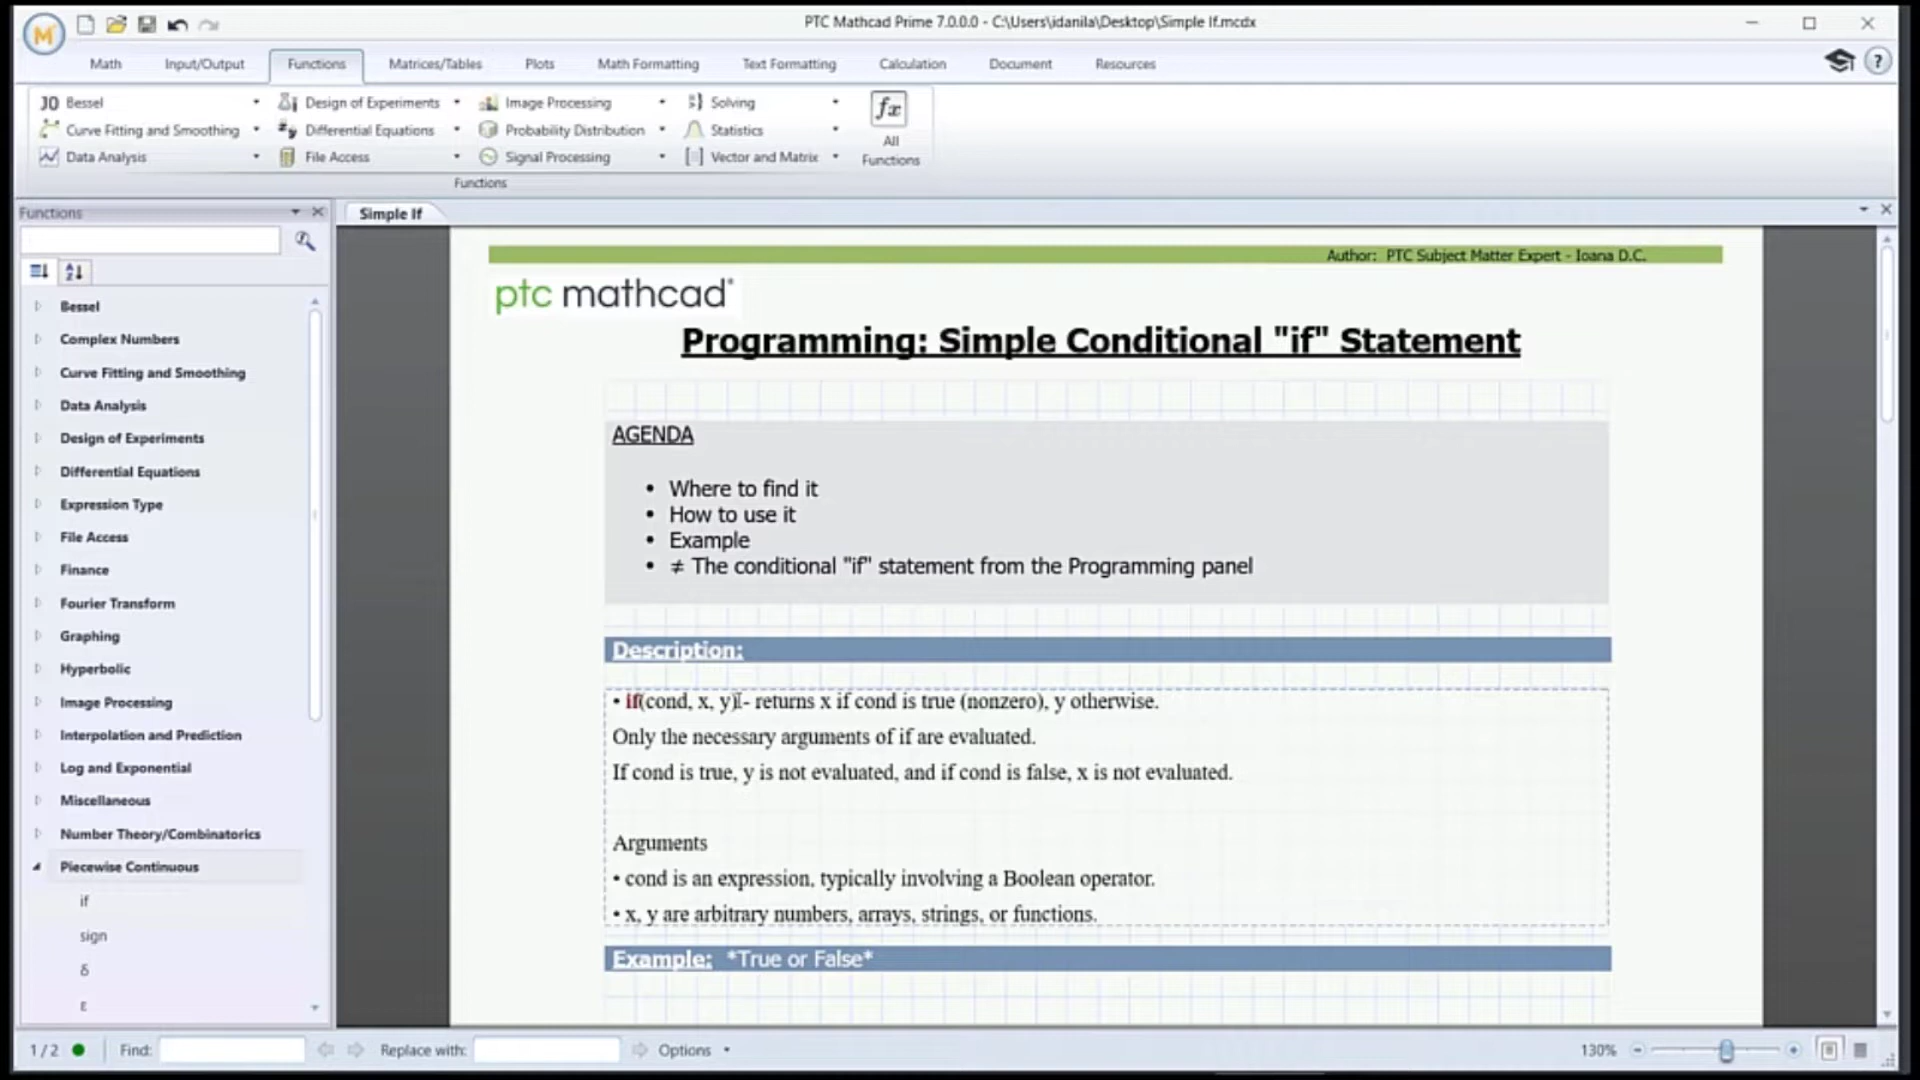 PTC Mathcad Prime 7.0.0.0 - C:\Users\idanila\Desktop\Simple If.mcdx
Math Input/Output Functions Matrices/Tables Plots Math Formatting Text Formatting Calculation Document Resources
Bessel Design of Experiments Image Processing Solving
Curve Fitting and Smoothing Differential Equations Probability Distribution Statistics
Data Analysis File Access Signal Processing Vector and Matrix
fx
All
Functions
Functions
Functions
Simple If
Bessel
Complex Numbers
Curve Fitting and Smoothing
Data Analysis
Design of Experiments
Differential Equations
Expression Type
File Access
Finance
Fourier Transform
Graphing
Hyperbolic
Image Processing
Interpolation and Prediction
Log and Exponential
Miscellaneous
Number Theory/Combinatorics
Piecewise Continuous
if
sign
δ
ε
Author: PTC Subject Matter Expert - Ioana D.C.
ptc mathcad®
Programming: Simple Conditional "if" Statement
AGENDA
• Where to find it
• How to use it
• Example
• ≠ The conditional "if" statement from the Programming panel
Description:
• if(cond, x, y) - returns x if cond is true (nonzero), y otherwise.
Only the necessary arguments of if are evaluated.
If cond is true, y is not evaluated, and if cond is false, x is not evaluated.
Arguments
• cond is an expression, typically involving a Boolean operator.
• x, y are arbitrary numbers, arrays, strings, or functions.
Example: *True or False*
1 / 2 Find: Replace with: Options 130%